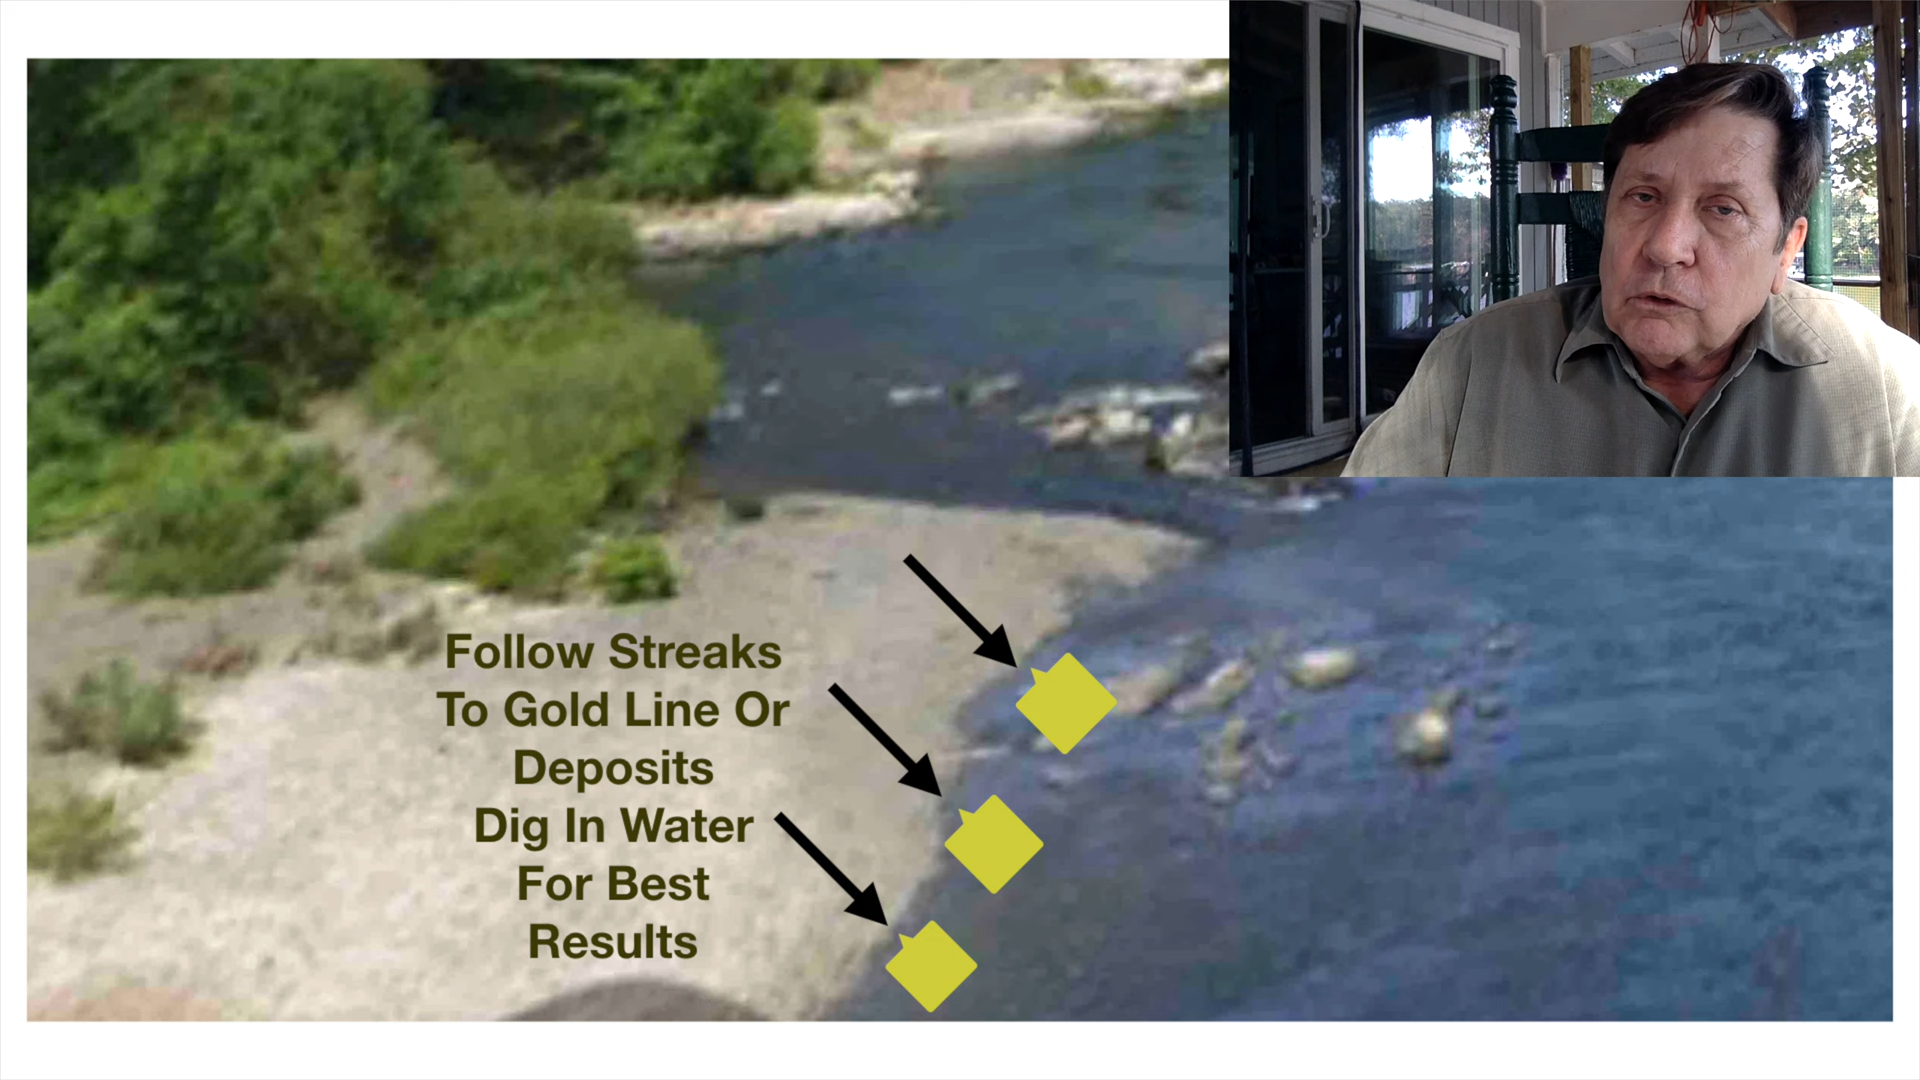 Follow Streaks
To Gold Line Or
Deposits
Dig In Water
For Best
Results